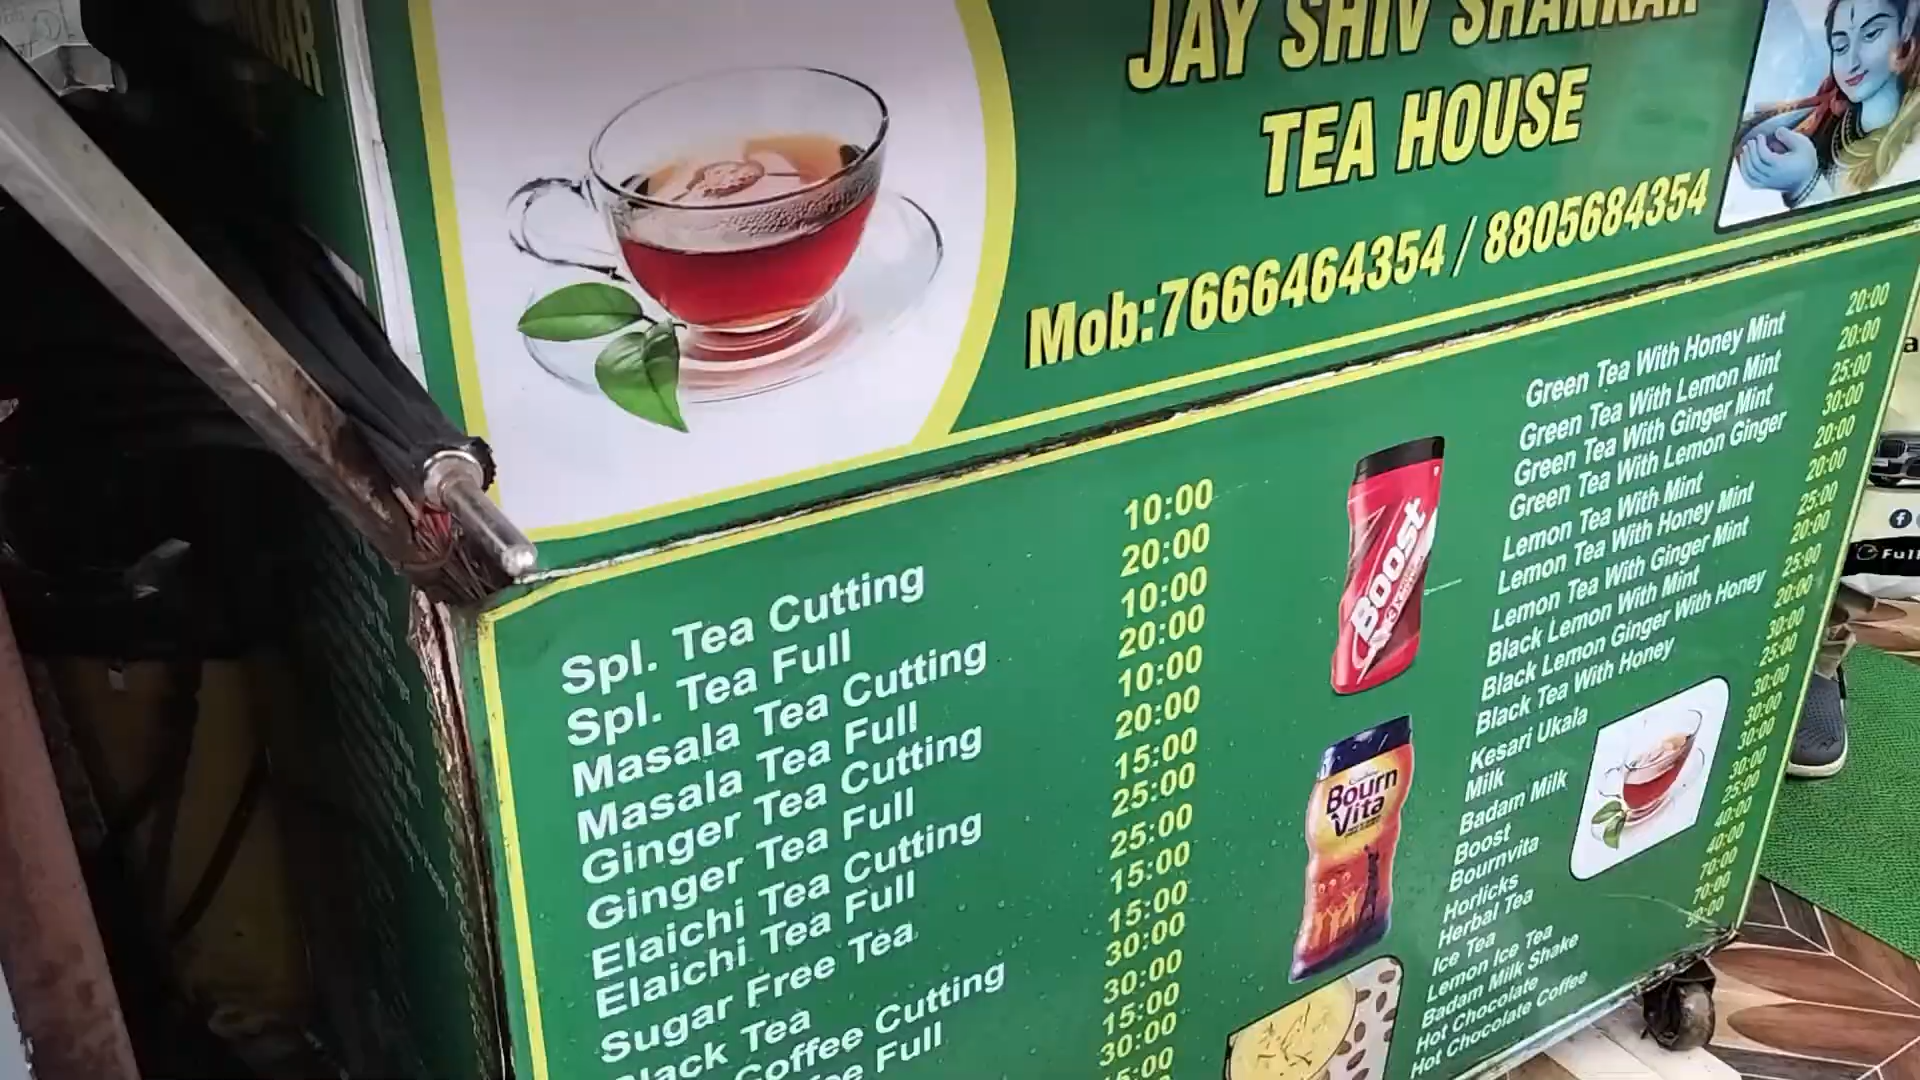 JAY SHIV SHANKAR
TEA HOUSE
Mob:7666464354 / 8805684354
Spl. Tea Cutting
Spl. Tea Full
Masala Tea Cutting
Masala Tea Full
Ginger Tea Cutting
Ginger Tea Full
Elaichi Tea Cutting
Elaichi Tea Full
Sugar Free Tea
Black Tea
Coffee Cutting
Full
10:00
20:00
10:00
20:00
10:00
20:00
15:00
25:00
25:00
15:00
15:00
30:00
30:00
15:00
30:00
Boost
Bourn
Vita
Green Tea With Honey Mint
Green Tea With Lemon Mint
Green Tea With Ginger Mint
Green Tea With Lemon Ginger
Lemon Tea With Mint
Lemon Tea With Honey Mint
Lemon Tea With Ginger Mint
Black Lemon With Mint
Black Lemon Ginger With Honey
Black Tea With Honey
Kesari Ukala
Milk
Badam Milk
Boost
Bournvita
Horlicks
Herbal Tea
Ice Tea
Lemon Ice Tea
Badam Milk Shake
Hot Chocolate
Hot Chocolate Coffee
20:00
20:00
25:00
30:00
20:00
20:00
25:00
20:00
25:00
20:00
30:00
25:00
30:00
30:00
30:00
30:00
25:00
40:00
40:00
70:00
70:00